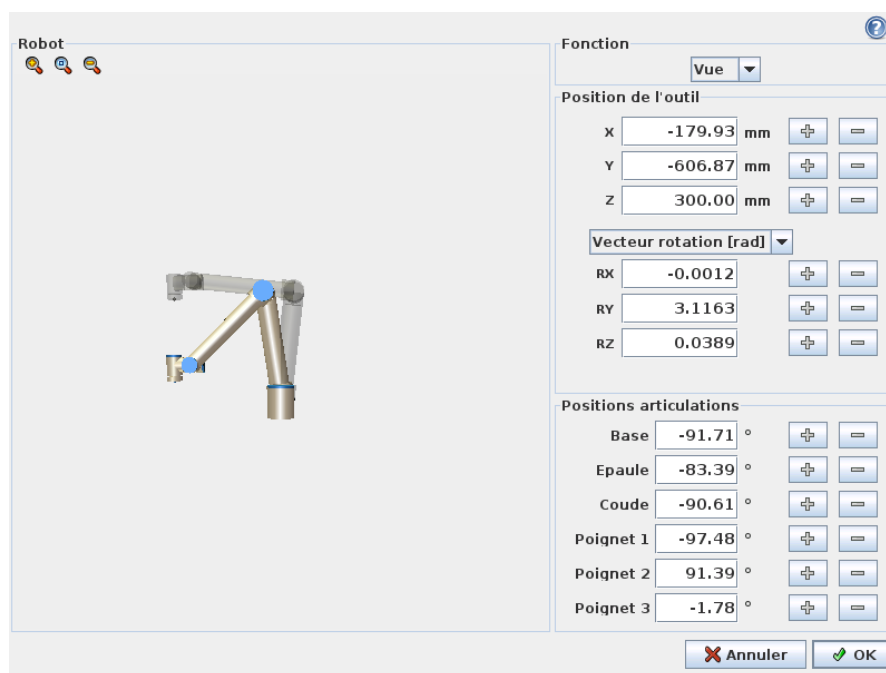 Robot
Fonction
Vue
Position de l'outil
X -179.93 mm
Y -606.87 mm
Z 300.00 mm
Vecteur rotation [rad]
RX -0.0012
RY 3.1163
RZ 0.0389
Positions articulations
Base -91.71 °
Epaule -83.39 °
Coude -90.61 °
Poignet 1 -97.48 °
Poignet 2 91.39 °
Poignet 3 -1.78 °
Annuler OK